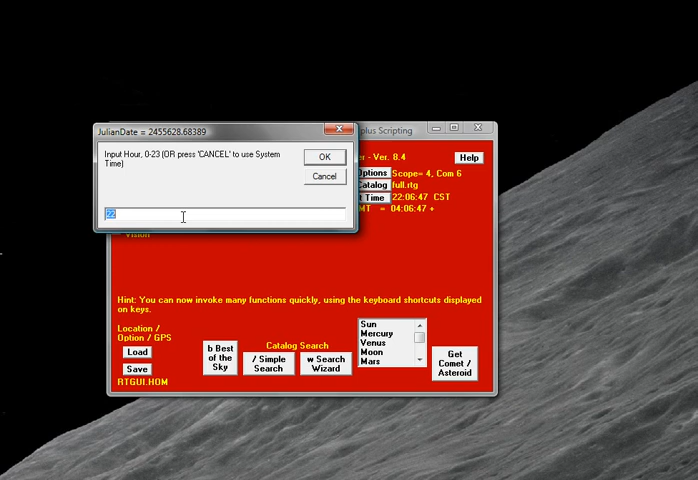 JulianDate = 2455628.68389
plus Scripting
Input Hour, 0-23 (OR press 'CANCEL' to use System
Time)
OK
Cancel
22
er - Ver. 8.4
Help
Options
Scope= 4, Com 6
Catalog
full.rtg
t Time
22:06:47 CST
MT = 04:06:47 +
Vision
Hint: You can now invoke many functions quickly, using the keyboard shortcuts displayed
on keys.
Location /
Option / GPS
Load
Save
RTGUI.HOM
b Best
of the
Sky
Catalog Search
/ Simple
Search
w Search
Wizard
Sun
Mercury
Venus
Moon
Mars
Get
Comet /
Asteroid